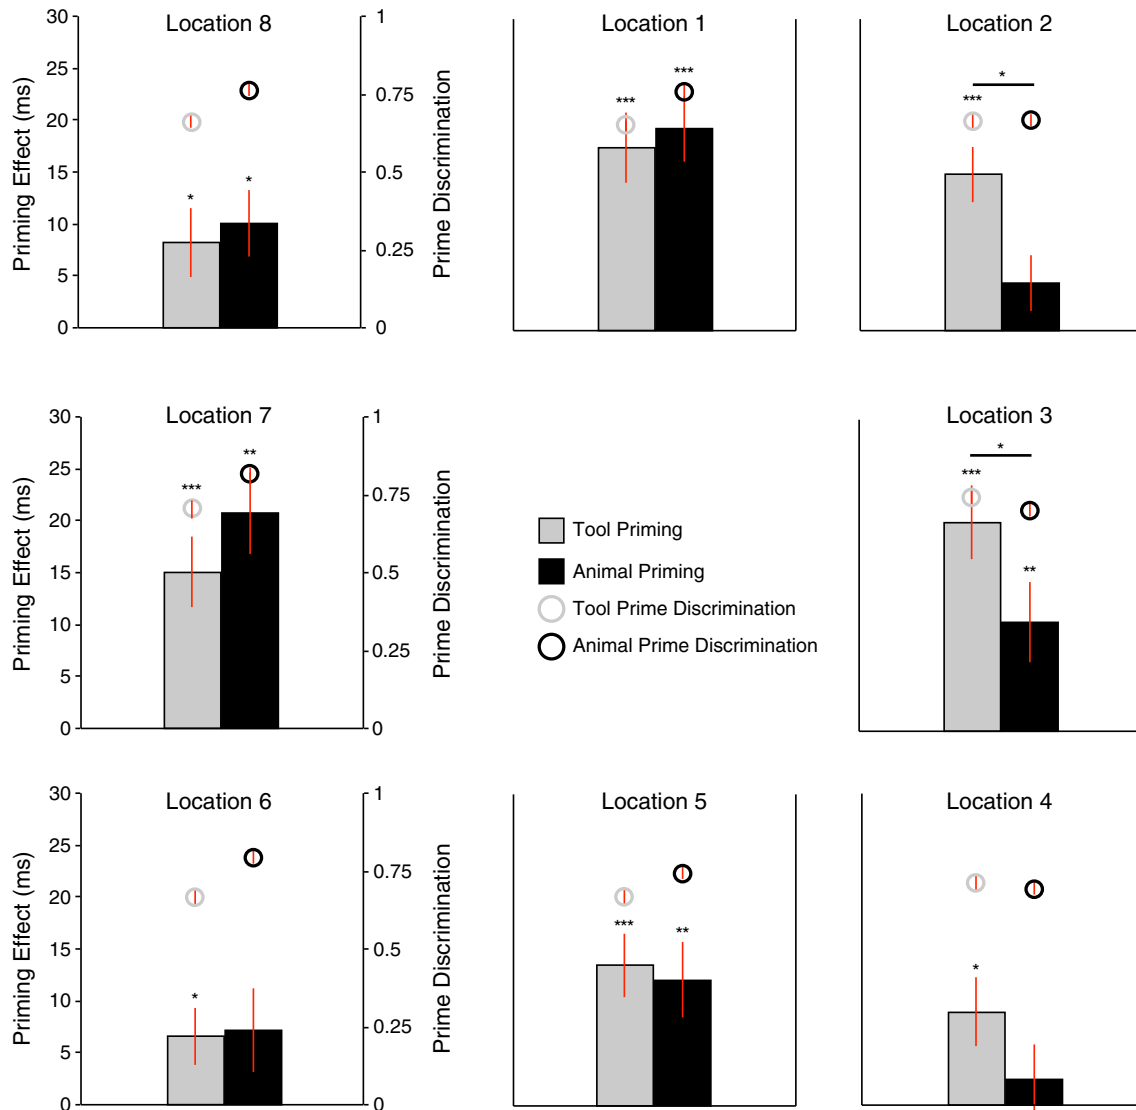 Location 8
Location 1
Location 2
30
25
20
15
10
5
0
Priming Effect (ms)
1
0.75
0.5
0.25
0
Prime Discrimination
*
*
***
***
***
*
Location 7
Location 3
30
25
20
15
10
5
0
Priming Effect (ms)
1
0.75
0.5
0.25
0
Prime Discrimination
***
**
***
*
**
Tool Priming
Animal Priming
Tool Prime Discrimination
Animal Prime Discrimination
Location 6
Location 5
Location 4
30
25
20
15
10
5
0
Priming Effect (ms)
1
0.75
0.5
0.25
0
Prime Discrimination
*
***
**
*